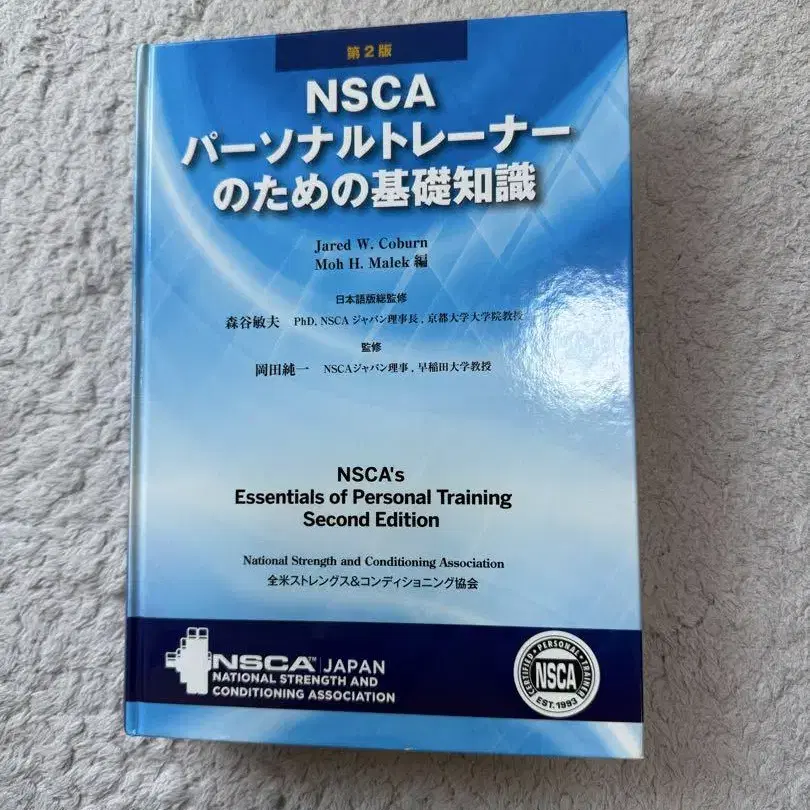 第2版
NSCA
パーソナルトレーナー
のための基礎知識
Jared W. Coburn
Moh H. Malek 編
日本語版総監修
森谷敏夫 PhD, NSCA ジャパン理事長, 京都大学大学院教授
監修
岡田純一 NSCAジャパン理事, 早稲田大学教授
NSCA's
Essentials of Personal Training
Second Edition
National Strength and Conditioning Association
全米ストレングス&コンディショニング協会
NSCA™ JAPAN
NATIONAL STRENGTH AND
CONDITIONING ASSOCIATION
CERTIFIED • PERSONAL • TRAINER
NSCA
EST. 1993